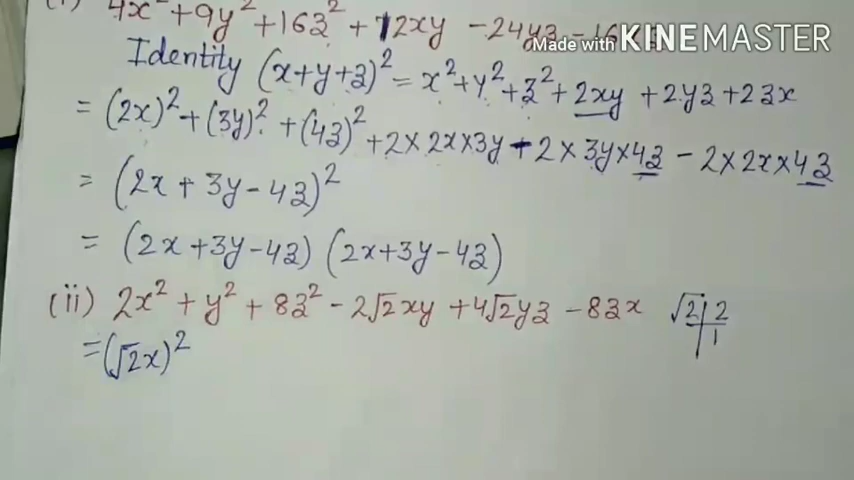 (i) 4x² + 9y² + 16z² + 12xy - 24yz - 16
Made with KINEMASTER
Identity (x+y+z)² = x² + y² + z² + 2xy + 2yz + 2zx
= (2x)² + (3y)² + (4z)² + 2×2x×3y - 2×3y×4z - 2×2x×4z
= (2x + 3y - 4z)²
= (2x + 3y - 4z) (2x + 3y - 4z)
(ii) 2x² + y² + 8z² - 2√2xy + 4√2yz - 8zx √2 | 2
1
= (√2x)²